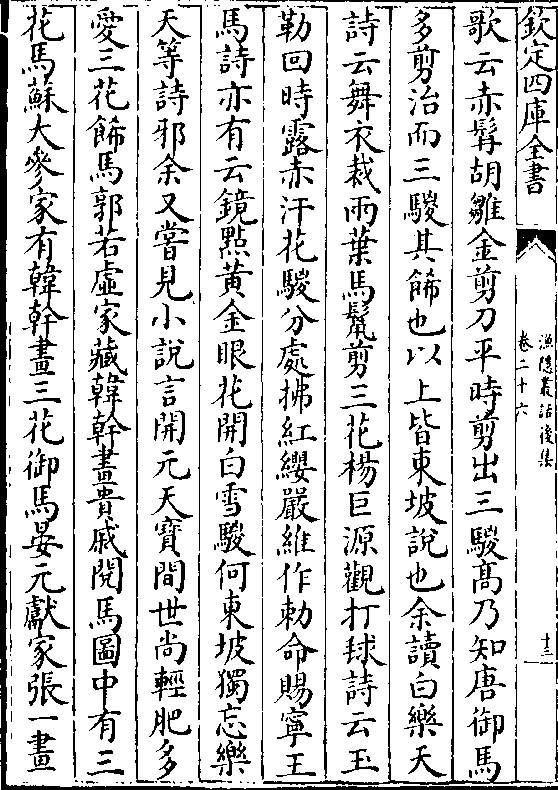 欽定四庫全書
漁隱叢話後集
卷二十六
十三
歌云赤髯胡雛金剪刀平時剪出三騣髙乃知唐御馬
多剪治而三騣其餙也以上皆東坡說也余讀白樂天
詩云舞衣裁兩葉馬鬛剪三花楊巨源觀打毬詩云玉
勒回時露赤汗花騣分處拂紅纓嚴維作勅命賜寧王
馬詩亦有云鏡點黄金眼花開白雪騣何東坡獨忘樂
天等詩邪余又嘗見小說言開元天寳間世尚輕肥多
愛三花餙馬郭若虛家藏韓幹畫貴戚閱馬圖中有三
花馬蘇大參家有韓幹畫三花御馬晏元獻家張一畫